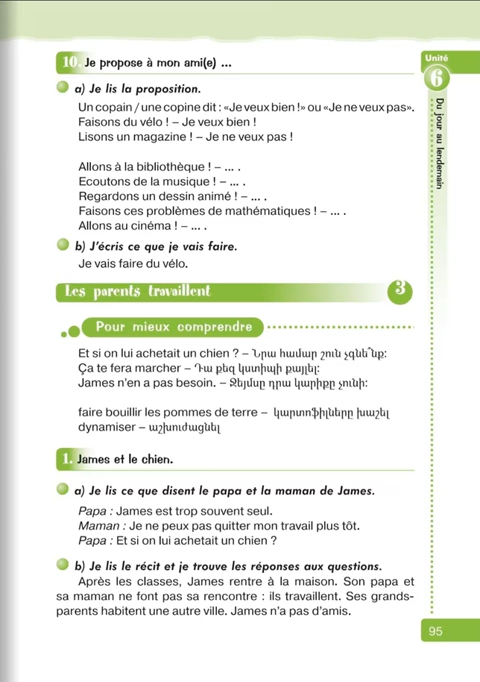 10. Je propose à mon ami(e) ...
Unité
6
Du jour au lendemain
a) Je lis la proposition.
Un copain / une copine dit : «Je veux bien !» ou «Je ne veux pas».
Faisons du vélo ! – Je veux bien !
Lisons un magazine ! – Je ne veux pas !
Allons à la bibliothèque ! – ... .
Ecoutons de la musique ! – ... .
Regardons un dessin animé ! – ... .
Faisons ces problèmes de mathématiques ! – ... .
Allons au cinéma ! – ... .
b) J'écris ce que je vais faire.
Je vais faire du vélo.
Les parents travaillent
3
Pour mieux comprendre
Et si on lui achetait un chien ? – Նրա համար շուն չգնե՞նք:
Ça te fera marcher – Դա քեզ կստիպի քայլել:
James n'en a pas besoin. – Ջեյմսը դրա կարիքը չունի:
faire bouillir les pommes de terre – կարտոֆիլները խաշել
dynamiser – աշխուժացնել
1. James et le chien.
a) Je lis ce que disent le papa et la maman de James.
Papa : James est trop souvent seul.
Maman : Je ne peux pas quitter mon travail plus tôt.
Papa : Et si on lui achetait un chien ?
b) Je lis le récit et je trouve les réponses aux questions.
Après les classes, James rentre à la maison. Son papa et
sa maman ne font pas sa rencontre : ils travaillent. Ses grands-
parents habitent une autre ville. James n'a pas d'amis.
95